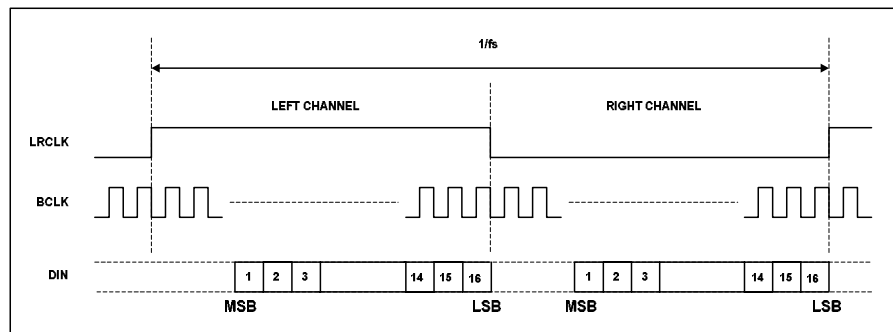 1/fs
LEFT CHANNEL RIGHT CHANNEL
LRCLK
BCLK
DIN 1 2 3 14 15 16 1 2 3 14 15 16
MSB LSB MSB LSB